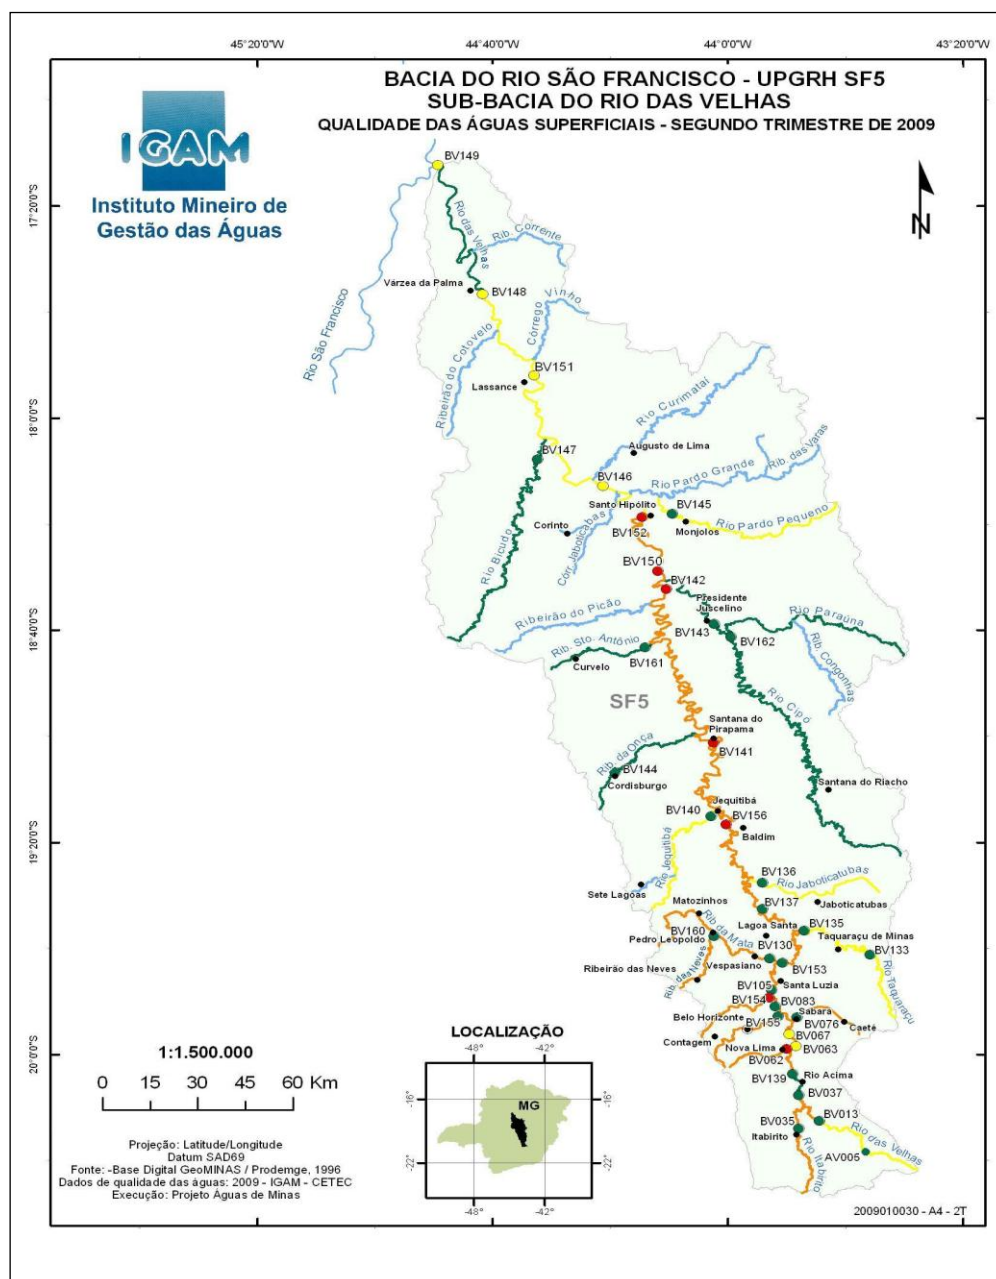 45°20'0"W
44°40'0"W
44°0'0"W
43°20'0"W
BACIA DO RIO SÃO FRANCISCO - UPGRH SF5
SUB-BACIA DO RIO DAS VELHAS
QUALIDADE DAS ÁGUAS SUPERFICIAIS - SEGUNDO TRIMESTRE DE 2009
IGAM
Instituto Mineiro de
Gestão das Águas
N
17°20'0"S
18°0'0"S
18°40'0"S
19°20'0"S
20°0'0"S
BV149
Rio das Velhas
Rib. Corrente
Várzea da Palma
BV148
Rio São Francisco
Córrego Vinho
Ribeirão do Cotovelo
BV151
Lassance
Rio Curimataí
BV147
Augusto de Lima
Rib. das Varas
Rio Pardo Grande
BV146
Santo Hipólito
BV145
Rio Pardo Pequeno
Corinto
BV152
Monjolos
Córr. Jaboticabas
Rio Bicudo
BV150
BV142
Presidente
Juscelino
Ribeirão do Picão
BV143
Rio Paraúna
BV162
Rib. Sto. Antônio
Rib. Congonhas
BV161
Curvelo
SF5
Rio Cipó
Santana do
Pirapama
BV141
Rib. da Onça
BV144
Cordisburgo
Santana do Riacho
Jequitibá
BV140
BV156
Baldim
Rio Jequitibá
BV136
Rio Jaboticatubas
Sete Lagoas
Matozinhos
BV137
Jaboticatubas
Rib da Mata
Lagoa Santa
BV135
BV160
Pedro Leopoldo
BV130
Taquaraçu de Minas
BV133
Ribeirão das Neves
Vespasiano
BV153
Rib. das Neves
BV105
Santa Luzia
Rio Taquaraçu
BV154
BV083
Belo Horizonte
BV155
Sabará
BV076
Caeté
Contagem
BV067
Nova Lima
BV063
BV062
Rio Acima
BV139
BV037
BV035
BV013
Itabirito
Rio das Velhas
AV005
Rio Itabirito
1:1.500.000
0 15 30 45 60 Km
Projeção: Latitude/Longitude
Datum SAD69
Fonte: -Base Digital GeoMINAS / Prodemge, 1996
Dados de qualidade das águas: 2009 - IGAM - CETEC
Execução: Projeto Águas de Minas
LOCALIZAÇÃO
-48° -42°
-16° -16°
MG
-22° -22°
-48° -42°
2009010030 - A4 - 2T